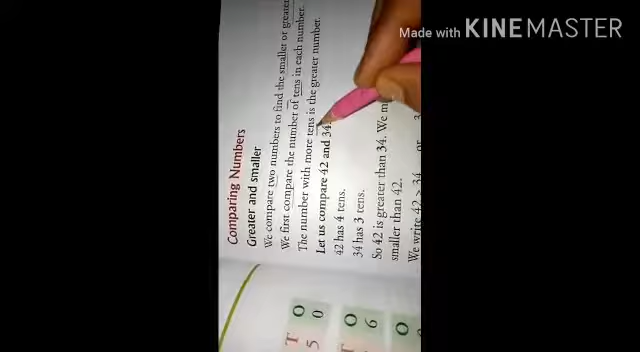 Made with KINEMASTER
Comparing Numbers
Greater and smaller
We compare two numbers to find the smaller or greater
We first compare the number of tens in each number.
The number with more tens is the greater number.
Let us compare 42 and 34.
42 has 4 tens.
34 has 3 tens.
So 42 is greater than 34. We
smaller than 42.
We write 42 > 34 or 3
T O
5 0
T O
6
O